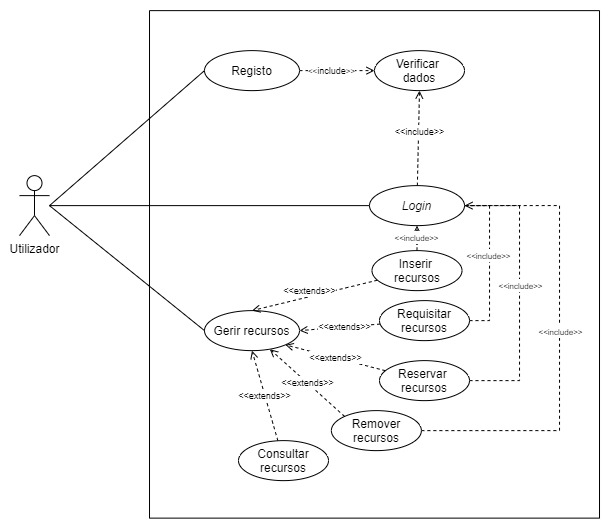 Verificar
dados
Registo
<<include>>
<<include>>
Login
Utilizador
<<include>>
Inserir
recursos
<<include>>
<<extends>>
<<include>>
Requisitar
recursos
Gerir recursos
<<extends>>
<<include>>
<<extends>>
Reservar
recursos
<<extends>>
<<extends>>
Remover
recursos
Consultar
recursos